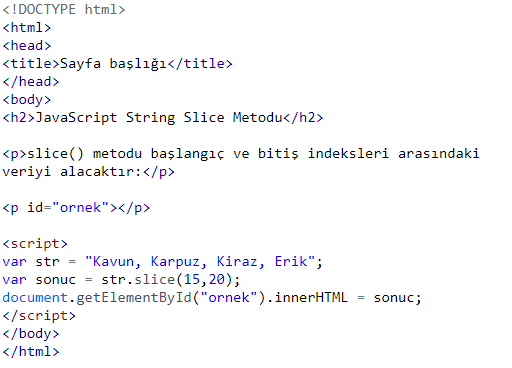 <!DOCTYPE html>
<html>
<head>
<title>Sayfa başlığı</title>
</head>
<body>
<h2>JavaScript String Slice Metodu</h2>
<p>slice() metodu başlangıç ve bitiş indeksleri arasındaki
veriyi alacaktır:</p>
<p id="ornek"></p>
<script>
var str = "Kavun, Karpuz, Kiraz, Erik";
var sonuc = str.slice(15,20);
document.getElementById("ornek").innerHTML = sonuc;
</script>
</body>
</html>